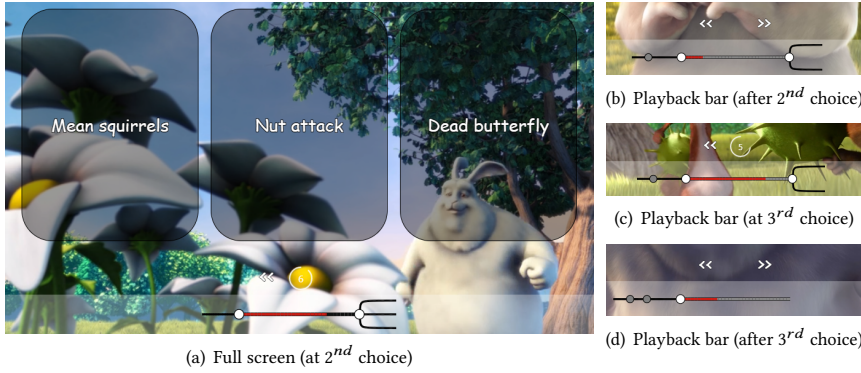 Mean squirrels
Nut attack
Dead butterfly
<< 6
(a) Full screen (at 2nd choice)
<< >>
(b) Playback bar (after 2nd choice)
<< 5
(c) Playback bar (at 3rd choice)
<< >>
(d) Playback bar (after 3rd choice)